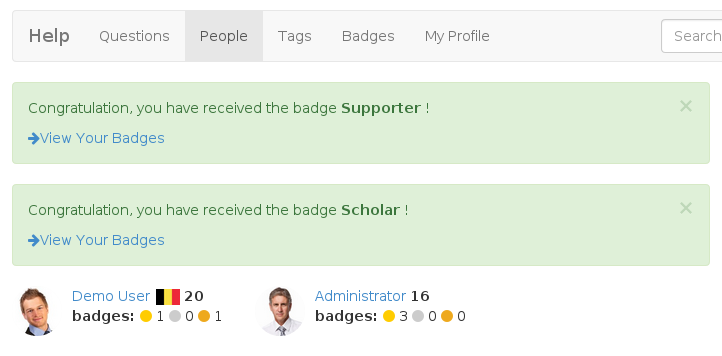 Help Questions People Tags Badges My Profile Search
Congratulation, you have received the badge Supporter ! ×
View Your Badges
Congratulation, you have received the badge Scholar ! ×
View Your Badges
Demo User 20 Administrator 16
badges: 1 0 1 badges: 3 0 0